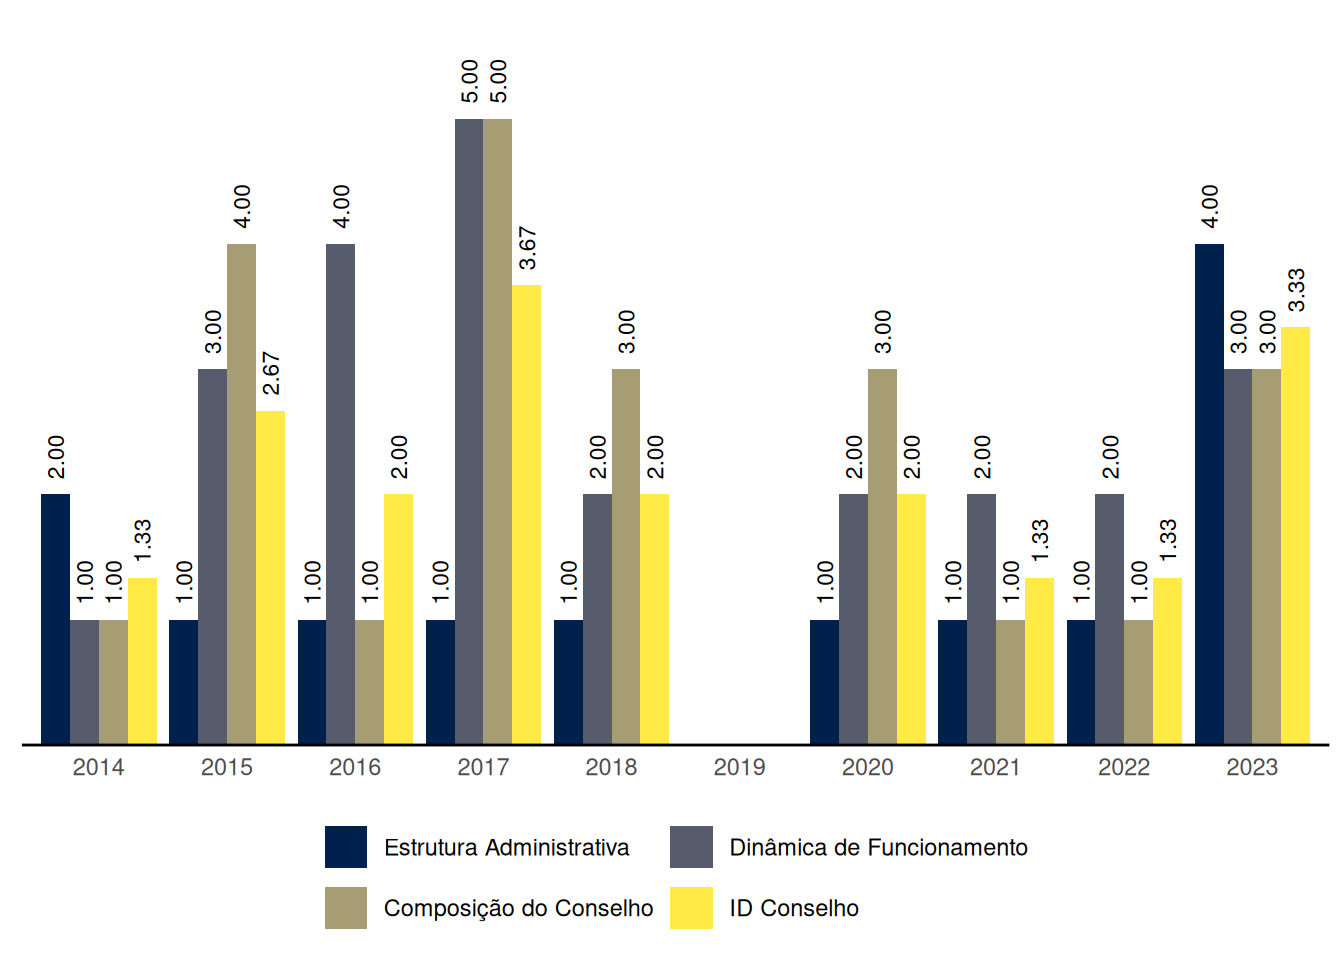 2.00 1.00 1.00 1.33
1.00 3.00 4.00 2.67
1.00 4.00 1.00 2.00
1.00 5.00 5.00 3.67
1.00 2.00 3.00 2.00
1.00 2.00 3.00 2.00
1.00 2.00 1.00 1.33
1.00 2.00 1.00 1.33
4.00 3.00 3.00 3.33
2014 2015 2016 2017 2018 2019 2020 2021 2022 2023
Estrutura Administrativa Dinâmica de Funcionamento
Composição do Conselho ID Conselho